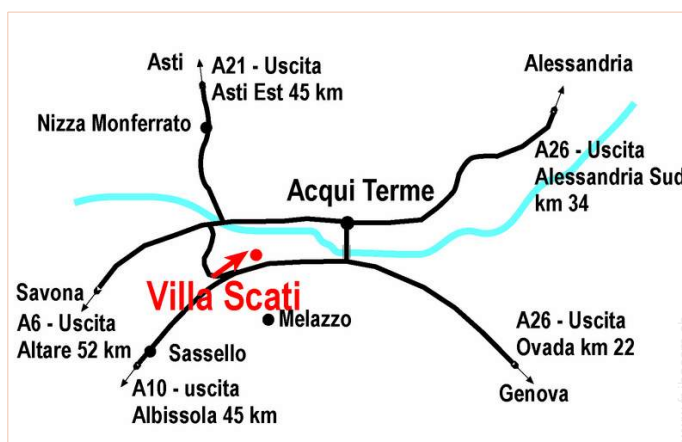 Asti
A21 - Uscita
Asti Est 45 km
Nizza Monferrato
Alessandria
A26 - Uscita
Alessandria Sud
km 34
Acqui Terme
Villa Scati
Savona
A6 - Uscita
Altare 52 km
Melazzo
Sassello
A10 - uscita
Albissola 45 km
A26 - Uscita
Ovada km 22
Genova